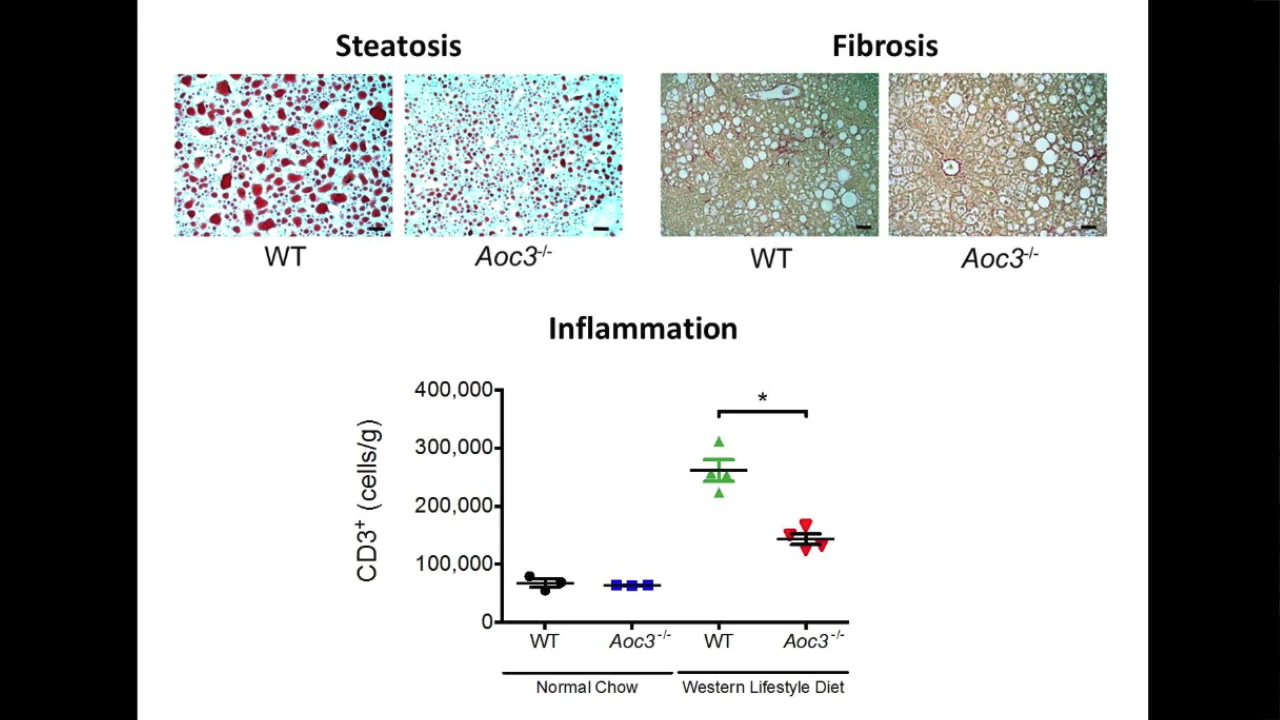 Steatosis
Fibrosis
WT
Aoc3-/-
WT
Aoc3-/-
Inflammation
CD3+ (cells/g)
400,000
300,000
200,000
100,000
0
*
WT
Aoc3-/-
WT
Aoc3-/-
Normal Chow
Western Lifestyle Diet